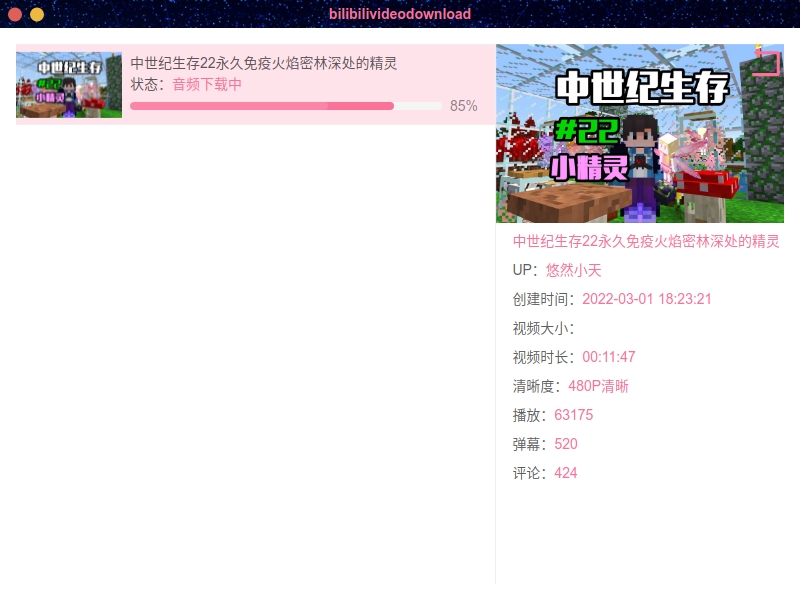 bilibilivideodownload
中世纪生存
#22
小精灵
中世纪生存22永久免疫火焰密林深处的精灵
状态：音频下载中
85%
中世纪生存
#22
小精灵
中世纪生存22永久免疫火焰密林深处的精灵
UP：悠然小天
创建时间：2022-03-01 18:23:21
视频大小：
视频时长：00:11:47
清晰度：480P清晰
播放：63175
弹幕：520
评论：424